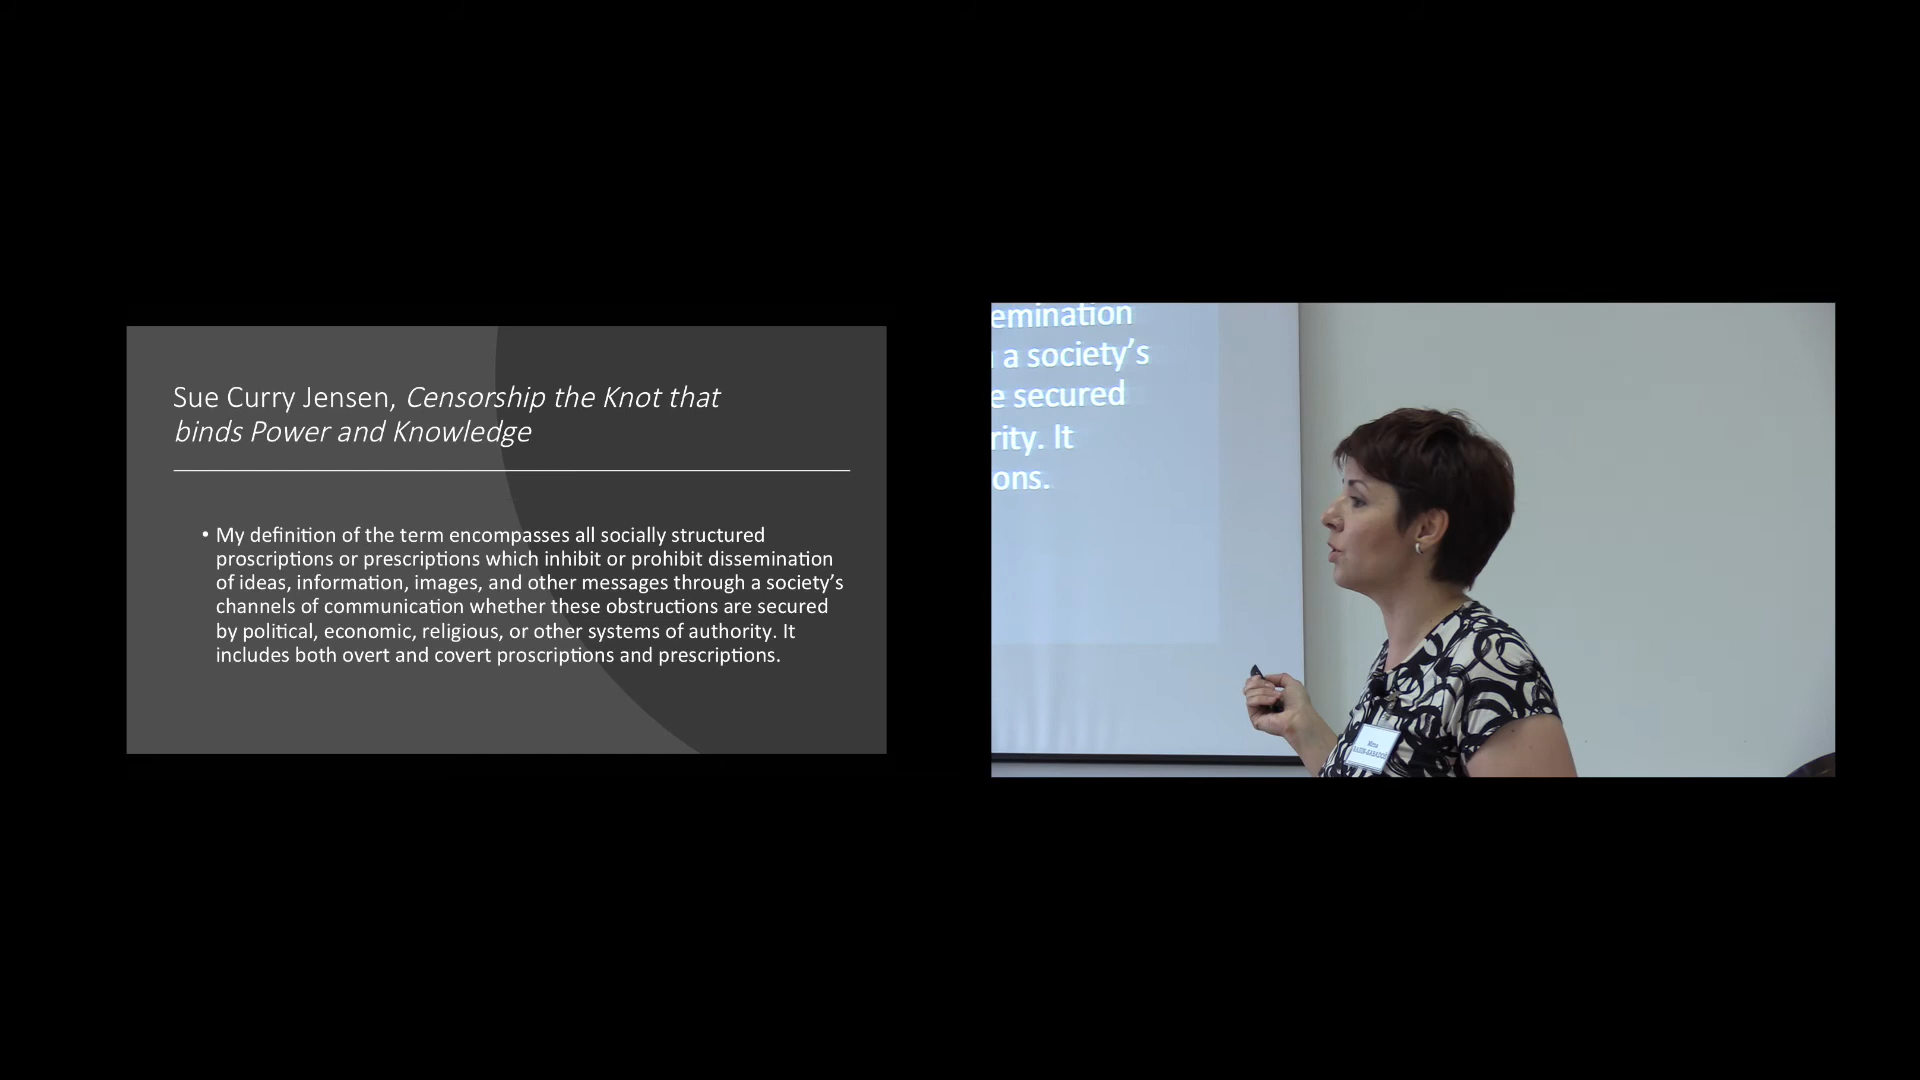 Sue Curry Jensen, Censorship the Knot that
binds Power and Knowledge
• My definition of the term encompasses all socially structured
proscriptions or prescriptions which inhibit or prohibit dissemination
of ideas, information, images, and other messages through a society’s
channels of communication whether these obstructions are secured
by political, economic, religious, or other systems of authority. It
includes both overt and covert proscriptions and prescriptions.
emination
a society’s
e secured
rity. It
ons.